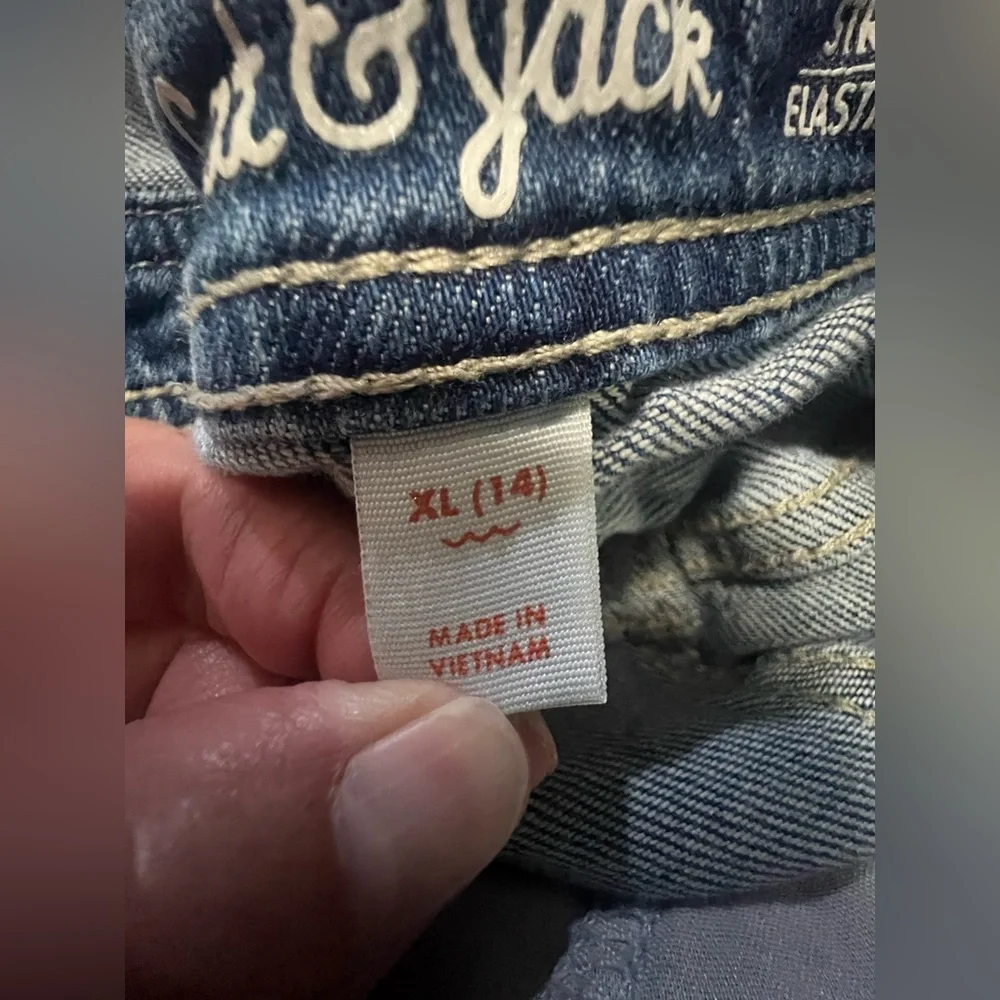 & Jack
XL (14)
MADE IN
VIETNAM